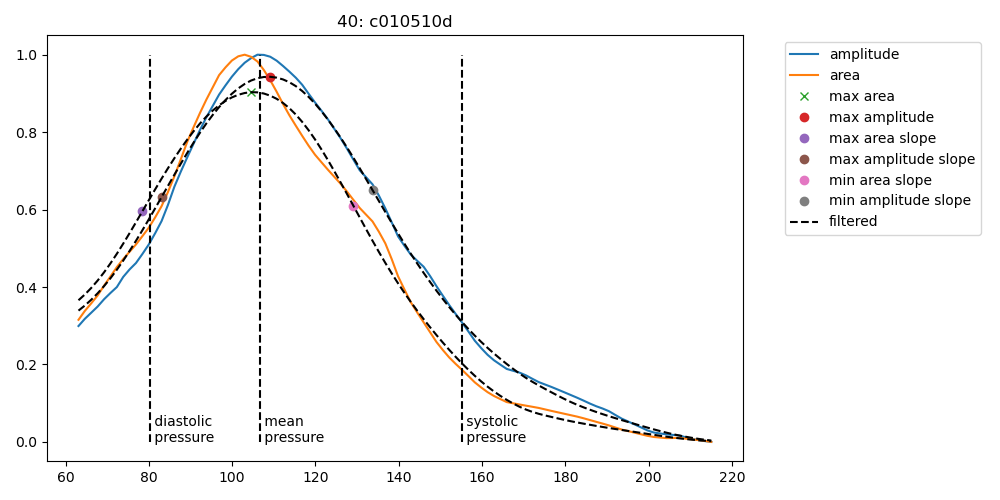 40: c010510d
1.0
0.8
0.6
0.4
0.2
0.0
60 80 100 120 140 160 180 200 220
diastolic
pressure
mean
pressure
systolic
pressure
amplitude
area
max area
max amplitude
max area slope
max amplitude slope
min area slope
min amplitude slope
filtered